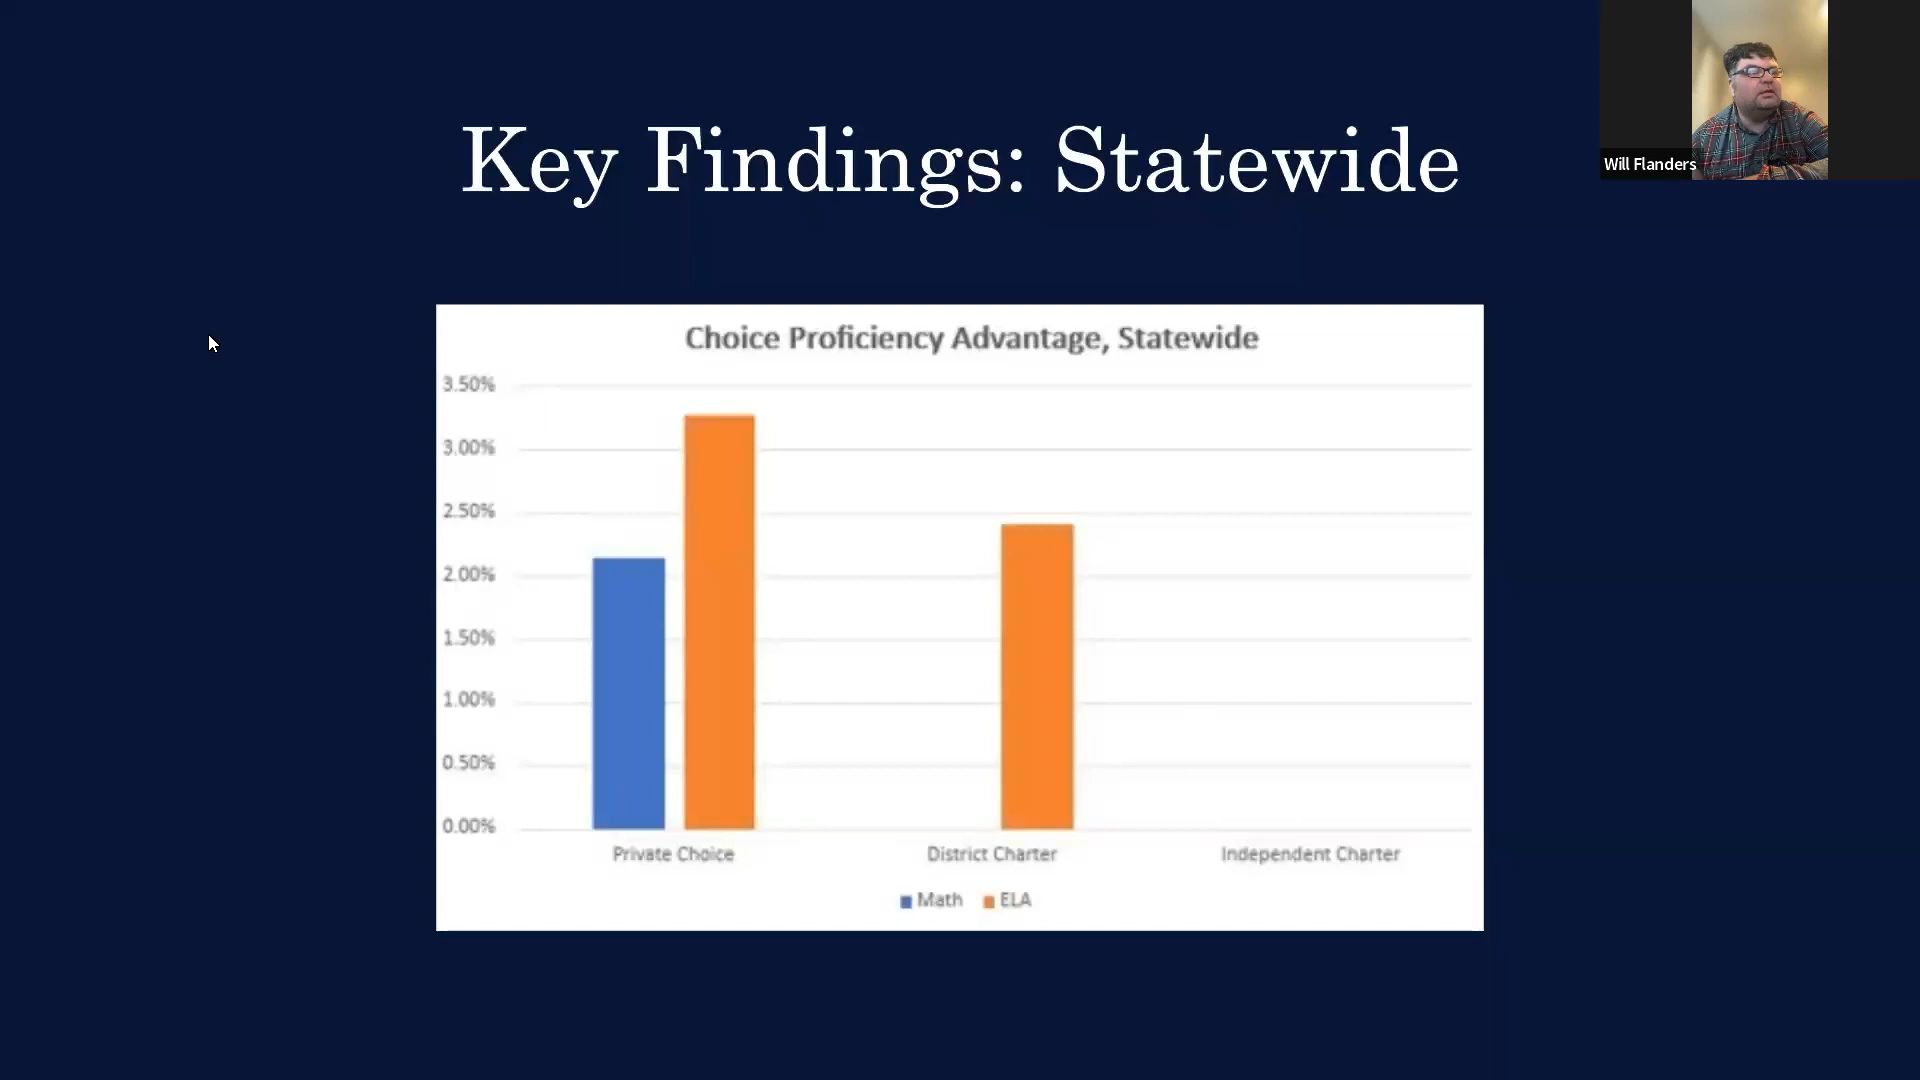 Key Findings: Statewide
Will Flanders
Choice Proficiency Advantage, Statewide
3.50%
3.00%
2.50%
2.00%
1.50%
1.00%
0.50%
0.00%
Private Choice District Charter Independent Charter
Math ELA